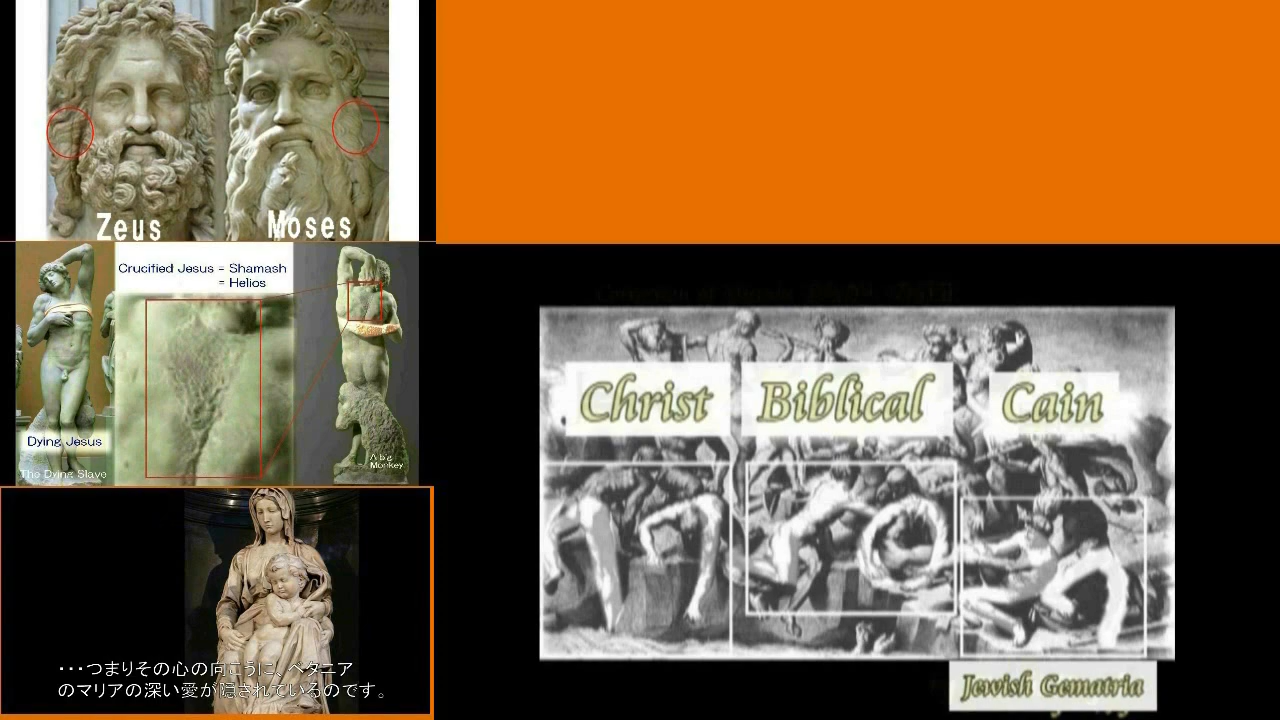 Zeus
Moses
Crucified Jesus = Shamash
= Helios
Dying Jesus
The Dying Slave
A big
Monkey
・・・つまりその心の向こうに、ベタニア
のマリアの深い愛が隠されているのです。
Christ
Biblical
Cain
Jewish Gematria